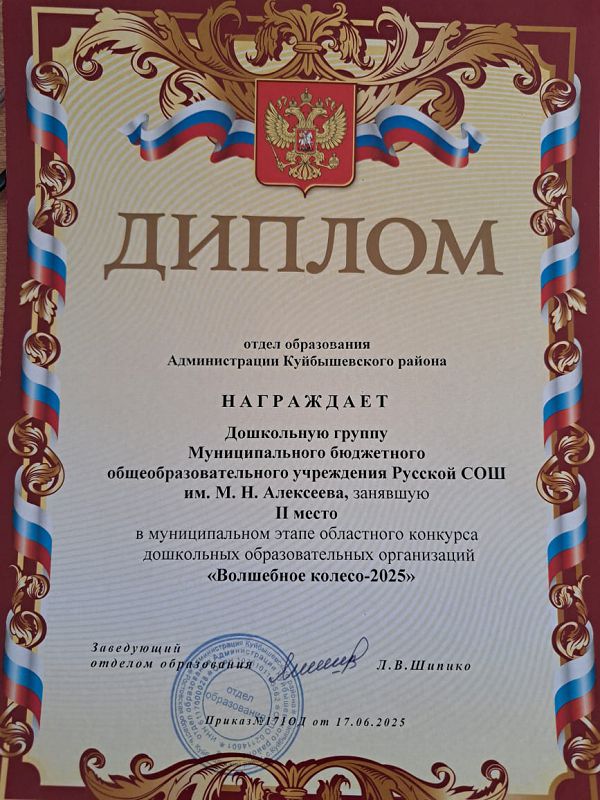 ДИПЛОМ
отдел образования
Администрации Куйбышевского района
НАГРАЖДАЕТ
Дошкольную группу
Муниципального бюджетного
общеобразовательного учреждения Русской СОШ
им. М. Н. Алексеева, занявшую
II место
в муниципальном этапе областного конкурса
дошкольных образовательных организаций
«Волшебное колесо-2025»
Заведующий
отделом образования
Л.В.Шипико
отдел
образования
Приказ№171ОД от 17.06.2025